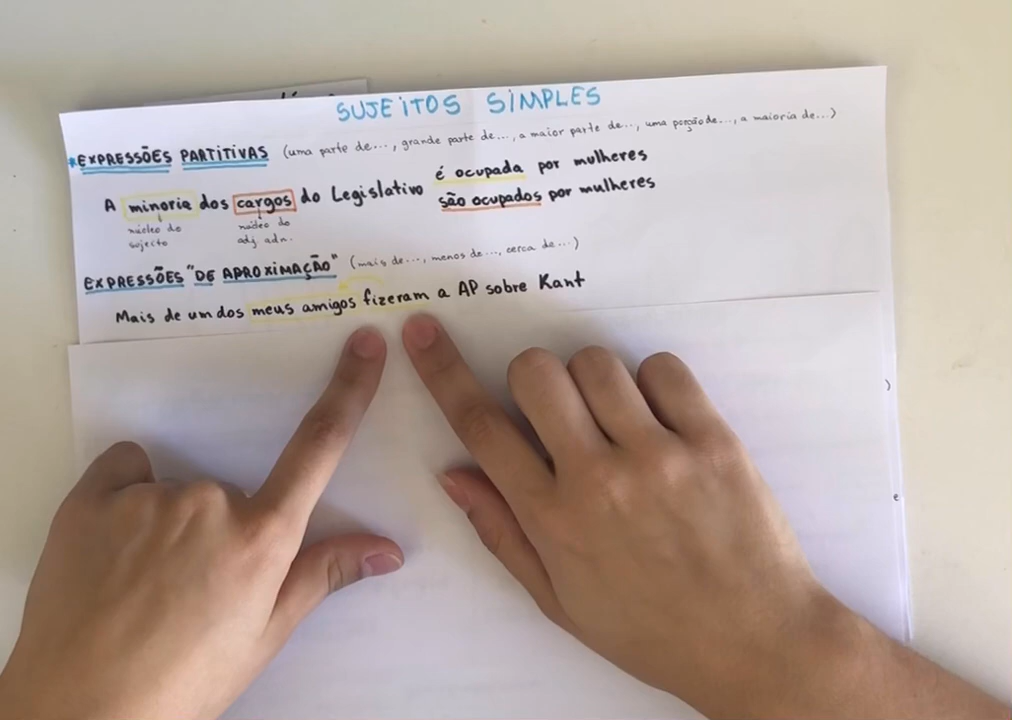 SUJEITOS SIMPLES
*EXPRESSÕES PARTITIVAS (uma parte de..., grande parte de..., a maior parte de..., uma porção de..., a maioria de...)
A minoria dos cargos do Legislativo é ocupada por mulheres
são ocupados por mulheres
núcleo do sujeito
núcleo do adj. adn.
EXPRESSÕES "DE APROXIMAÇÃO" (mais de..., menos de..., cerca de...)
Mais de um dos meus amigos fizeram a AP sobre Kant
)
e